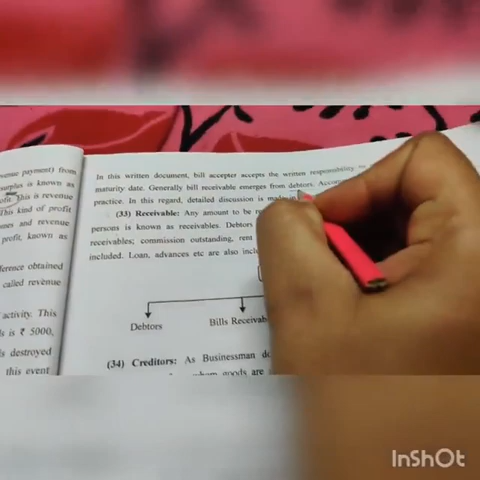 venue payment) from
surplus is known as
ofit. This is revenue
This kind of profit
and revenue
profit, known as
ference obtained
called revenue
activity. This
s is ₹ 5000,
s destroyed
this event
In this written document, bill accepter accepts the written responsibility
maturity date. Generally bill receivable emerges from debtors.
practice. In this regard, detailed discussion is made in
(33) Receivable: Any amount to be
persons is known as receivables. Debtors
receivables; commission outstanding, rent
included. Loan, advances etc are also
Debtors
Bills Receivab
(34) Creditors: As Businessman
whom goods are
InShOt